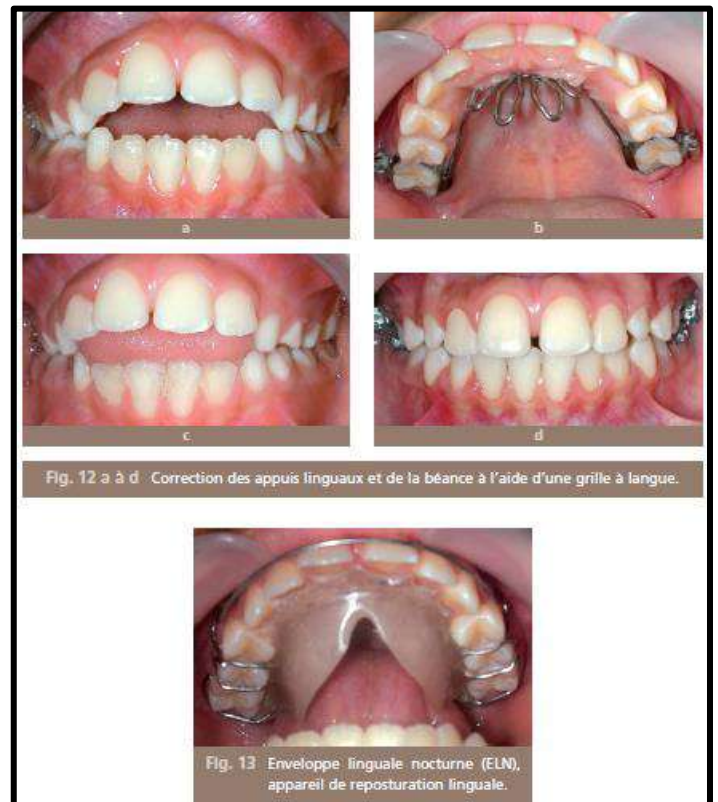 a
b
c
d
Fig. 12 a à d Correction des appuis linguaux et de la béance à l'aide d'une grille à langue.
Fig. 13 Enveloppe linguale nocturne (ELN),
appareil de reposturation linguale.